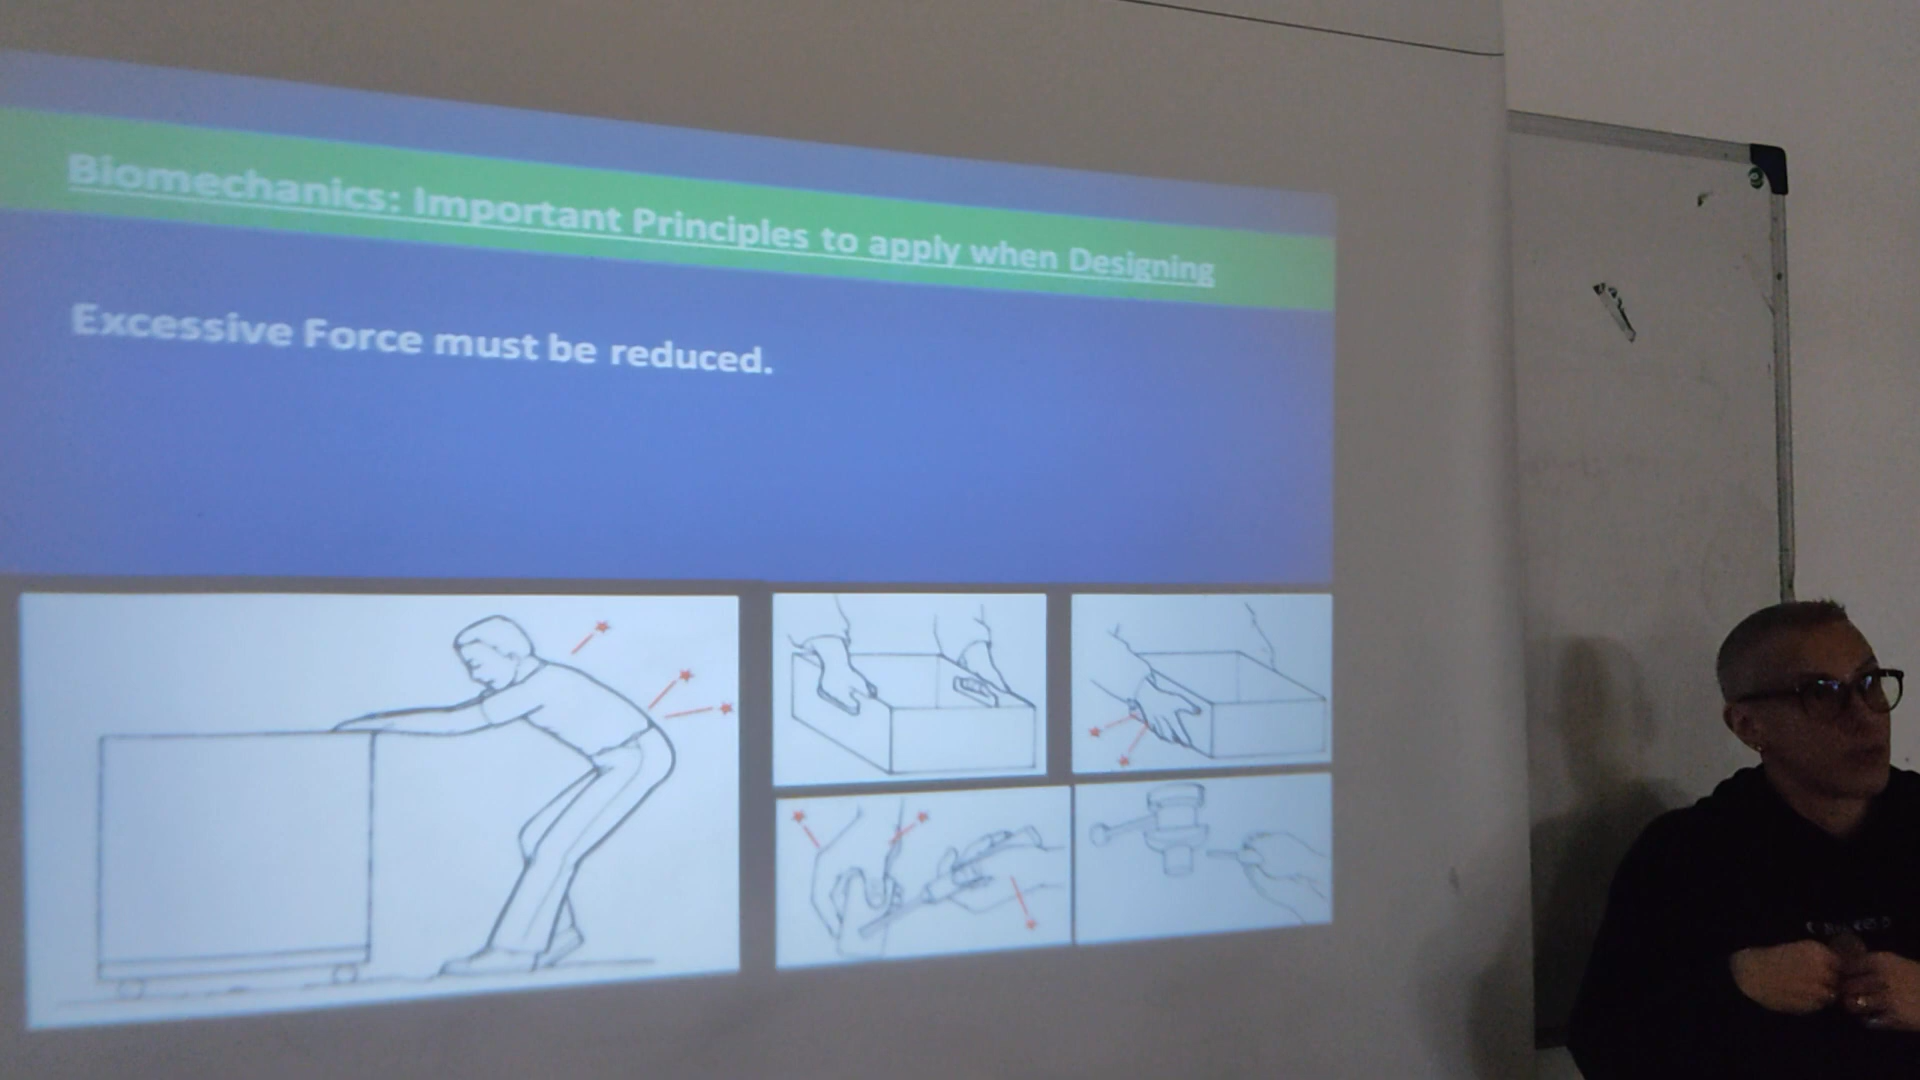 Biomechanics: Important Principles to apply when Designing
Excessive Force must be reduced.